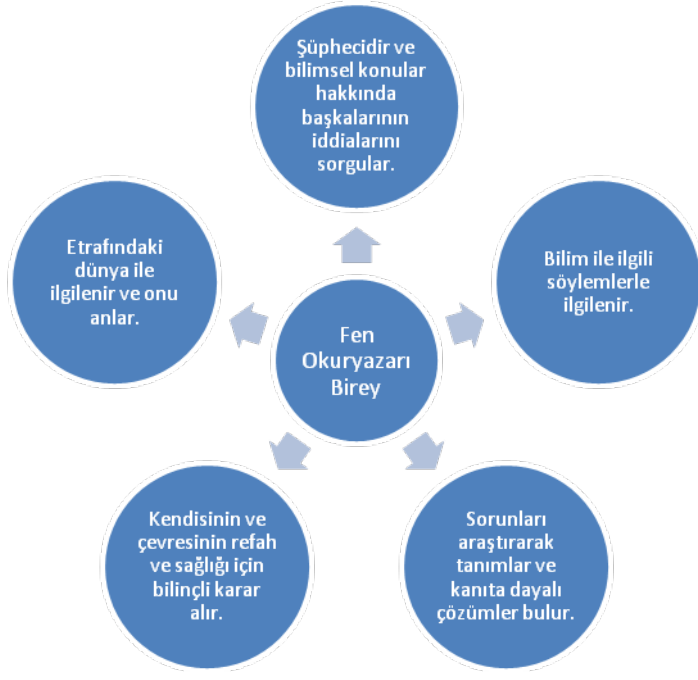 Şüphecidir ve
bilimsel konular
hakkında
başkalarının
iddialarını
sorgular.
Etrafındaki
dünya ile
ilgilenir ve onu
anlar.
Bilim ile ilgili
söylemlerle
ilgilenir.
Fen
Okuryazarı
Birey
Kendisinin ve
çevresinin refah
ve sağlığı için
bilinçli karar
alır.
Sorunları
araştırarak
tanımlar ve
kanıta dayalı
çözümler bulur.